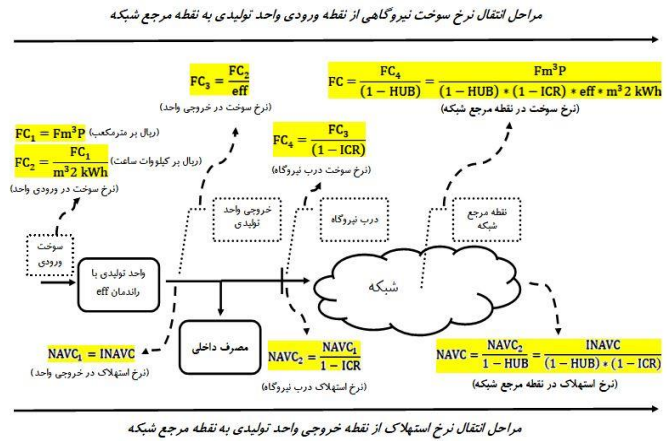 مراحل انتقال نرخ سوخت نیروگاهی از نقطه ورودی واحد تولیدی به نقطه مرجع شبکه
FC₃ = FC₂ / eff
(نرخ سوخت در خروجی واحد)
FC = FC₄ / (1 − HUB) = Fm³P / ((1 − HUB) * (1 − ICR) * eff * m³2 kWh)
(نرخ سوخت در نقطه مرجع شبکه)
FC₁ = Fm³P (ریال بر مترمکعب)
FC₂ = FC₁ / m³2 kWh (ریال بر کیلووات ساعت)
(نرخ سوخت در ورودی واحد)
FC₄ = FC₃ / (1 − ICR)
(نرخ سوخت درب نیروگاه)
سوخت
ورودی
خروجی واحد
تولیدی
درب نیروگاه
نقطه مرجع
شبکه
واحد تولیدی با
راندمان eff
شبکه
مصرف داخلی
NAVC₁ = INAVC
(نرخ استهلاک در خروجی واحد)
NAVC₂ = NAVC₁ / 1 − ICR
(نرخ استهلاک درب نیروگاه)
NAVC = NAVC₂ / 1 − HUB = INAVC / (1 − HUB) * (1 − ICR)
(نرخ استهلاک در نقطه مرجع شبکه)
مراحل انتقال نرخ استهلاک از نقطه خروجی واحد تولیدی به نقطه مرجع شبکه